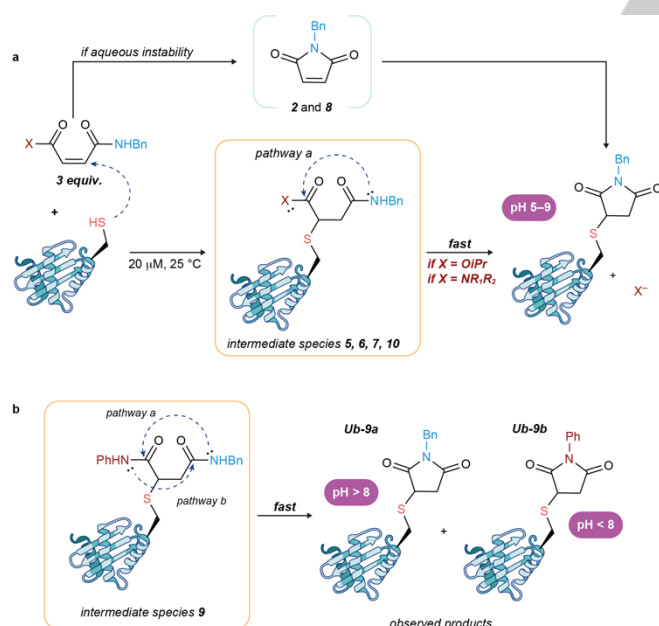 a
if aqueous instability
Bn
N
O
O
2 and 8
O
O
X
NHBn
3 equiv.
+
HS
20 μM, 25 °C
pathway a
O
O
X
NHBn
S
intermediate species 5, 6, 7, 10
fast
if X = OiPr
if X = NR₁R₂
pH 5–9
Bn
N
O
O
S
+
X⁻
b
pathway a
O
O
PhHN
NHBn
S
pathway b
intermediate species 9
fast
Ub-9a
Bn
N
O
O
pH > 8
S
+
Ub-9b
Ph
N
O
O
S
pH < 8
observed products